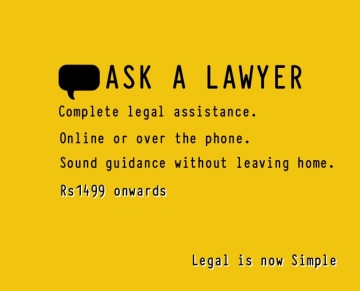 ASK A LAWYER
Complete legal assistance.
Online or over the phone.
Sound guidance without leaving home.
Rs1499 onwards
Legal is now Simple